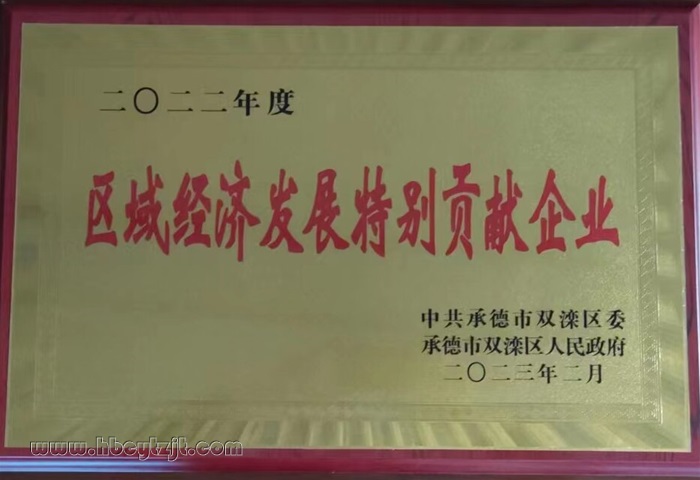 二〇二二年度
区域经济发展特别贡献企业
中共承德市双滦区委
承德市双滦区人民政府
二〇二三年二月
www.hbcytzjt.com